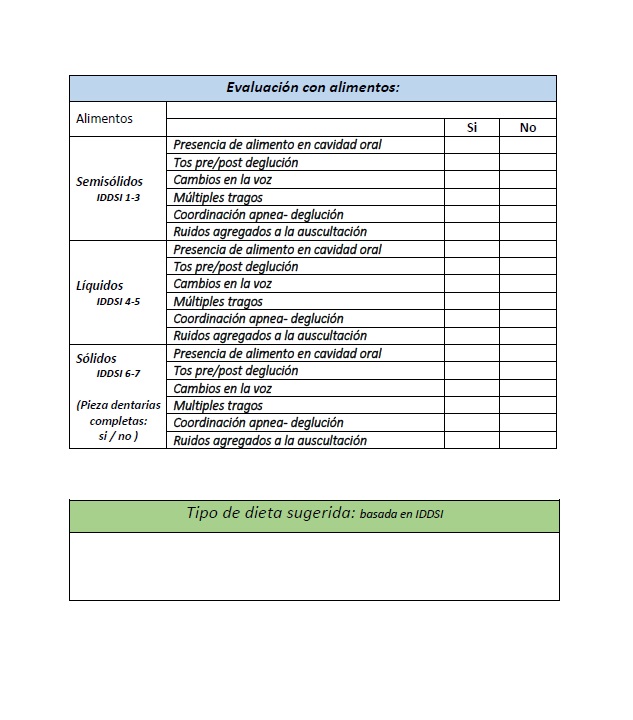 Evaluación con alimentos:
Alimentos
Si No
Semisólidos
IDDSI 1-3
Presencia de alimento en cavidad oral
Tos pre/post deglución
Cambios en la voz
Múltiples tragos
Coordinación apnea- deglución
Ruidos agregados a la auscultación
Líquidos
IDDSI 4-5
Presencia de alimento en cavidad oral
Tos pre/post deglución
Cambios en la voz
Múltiples tragos
Coordinación apnea- deglución
Ruidos agregados a la auscultación
Sólidos
IDDSI 6-7
(Pieza dentarias
completas:
si / no )
Presencia de alimento en cavidad oral
Tos pre/post deglución
Cambios en la voz
Multiples tragos
Coordinación apnea- deglución
Ruidos agregados a la auscultación
Tipo de dieta sugerida: basada en IDDSI